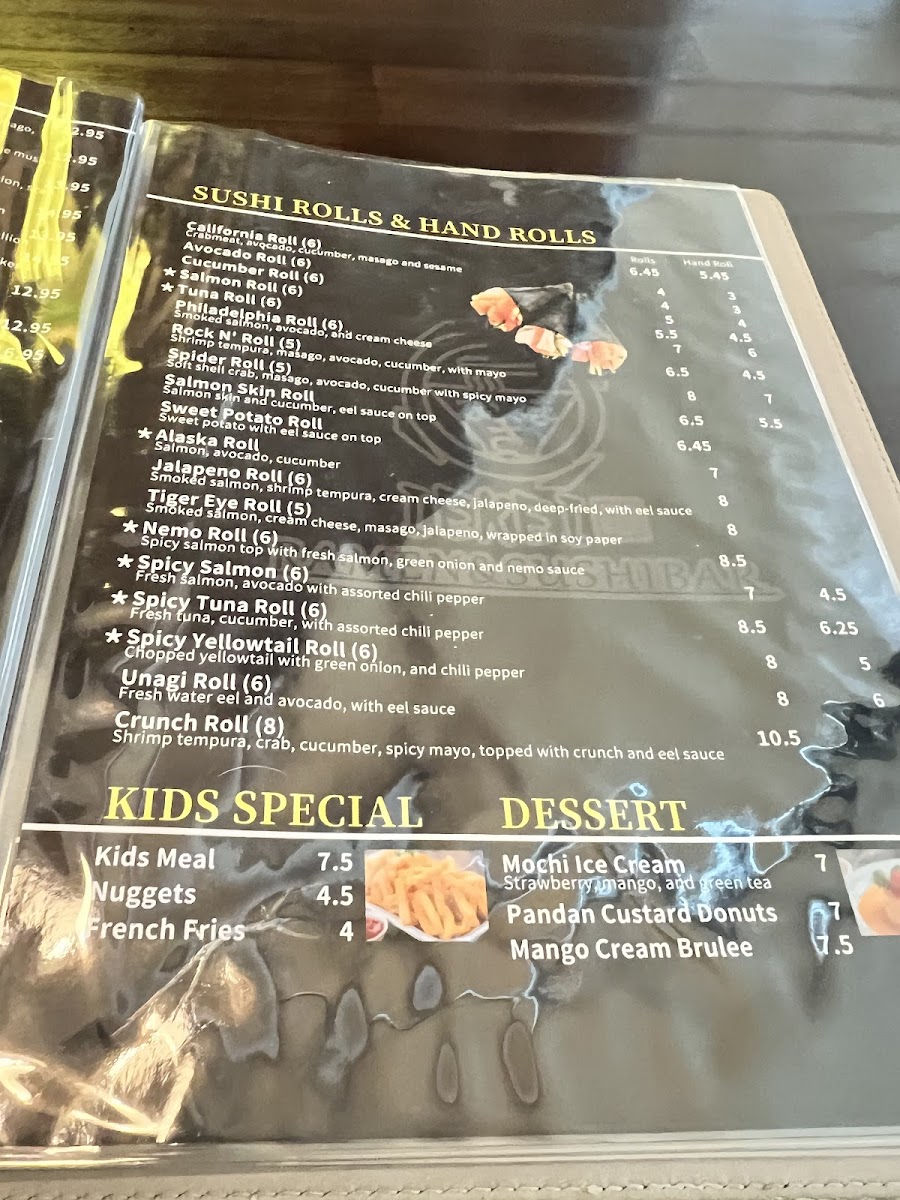 2.95
.95
.95
.95
13.95
12.95
12.95
6.95
SUSHI ROLLS & HAND ROLLS
Rolls Hand Roll
California Roll (6) 6.45 5.45
Crabmeat, avocado, cucumber, masago and sesame
Avocado Roll (6) 4 3
Cucumber Roll (6) 4 3
* Salmon Roll (6) 5 4
* Tuna Roll (6) 5.5 4.5
Philadelphia Roll (6) 7 6
Smoked salmon, avocado, and cream cheese
Rock N' Roll (5) 6.5 4.5
Shrimp tempura, masago, avocado, cucumber, with mayo
Spider Roll (5) 8 7
Soft shell crab, masago, avocado, cucumber with spicy mayo
Salmon Skin Roll 6.5 5.5
Salmon skin and cucumber, eel sauce on top
Sweet Potato Roll 6.45
Sweet potato with eel sauce on top
* Alaska Roll 7
Salmon, avocado, cucumber
Jalapeno Roll (6) 8
Smoked salmon, shrimp tempura, cream cheese, jalapeno, deep-fried, with eel sauce
Tiger Eye Roll (5) 8
Smoked salmon, cream cheese, masago, jalapeno, wrapped in soy paper
* Nemo Roll (6) 8.5
Spicy salmon top with fresh salmon, green onion and nemo sauce
* Spicy Salmon (6) 7 4.5
Fresh salmon, avocado with assorted chili pepper
* Spicy Tuna Roll (6) 8.5 6.25
Fresh tuna, cucumber, with assorted chili pepper
* Spicy Yellowtail Roll (6) 8 5
Chopped yellowtail with green onion, and chili pepper
Unagi Roll (6) 8 6
Fresh water eel and avocado, with eel sauce
Crunch Roll (8) 10.5
Shrimp tempura, crab, cucumber, spicy mayo, topped with crunch and eel sauce
KIDS SPECIAL
Kids Meal 7.5
Nuggets 4.5
French Fries 4
DESSERT
Mochi Ice Cream 7
Strawberry, mango, and green tea
Pandan Custard Donuts 7
Mango Cream Brulee 7.5